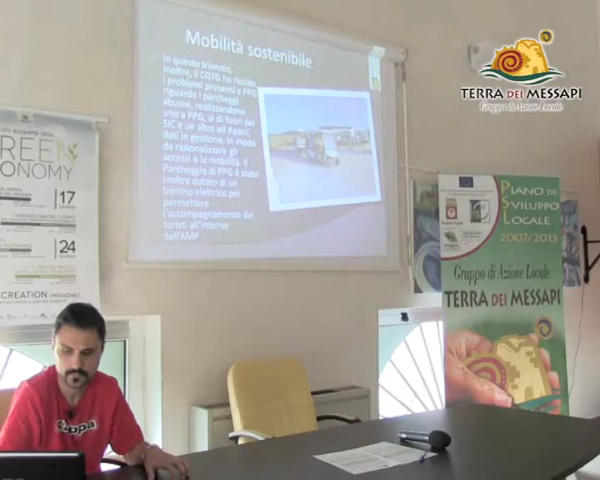 Mobilità sostenibile
In questo triennio,
inoltre, il CGTG ha risolto
i problemi presenti a PPG
riguardo i parcheggi
abusivi, realizzandone
uno a PPG, al di fuori del
SIC e un altro ad Apani,
dati in gestione, in modo
da razionalizzare gli
accessi e la mobilità. Il
Parcheggio di PPG è stato
inoltre dotato di un
trenino elettrico per
permettere
l'accompagnamento dei
turisti all'interno
dell'AMP
TERRA DEI MESSAPI
Gruppo di Azione Locale
REEN
ONOMY
17
24
CREATION
PIANO DI
SVILUPPO
LOCALE
2007/2013
Gruppo di Azione Locale
TERRA DEI MESSAPI
Kappa